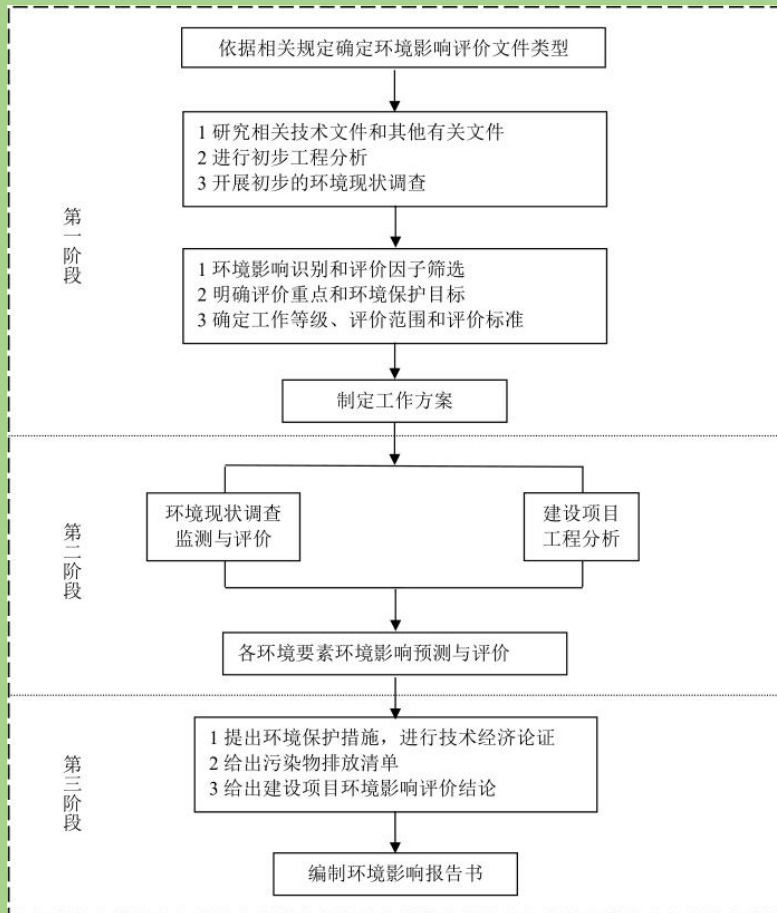 依据相关规定确定环境影响评价文件类型
1 研究相关技术文件和其他有关文件
2 进行初步工程分析
3 开展初步的环境现状调查
第一阶段
1 环境影响识别和评价因子筛选
2 明确评价重点和环境保护目标
3 确定工作等级、评价范围和评价标准
制定工作方案
第二阶段
环境现状调查
监测与评价
建设项目
工程分析
各环境要素环境影响预测与评价
第三阶段
1 提出环境保护措施，进行技术经济论证
2 给出污染物排放清单
3 给出建设项目环境影响评价结论
编制环境影响报告书